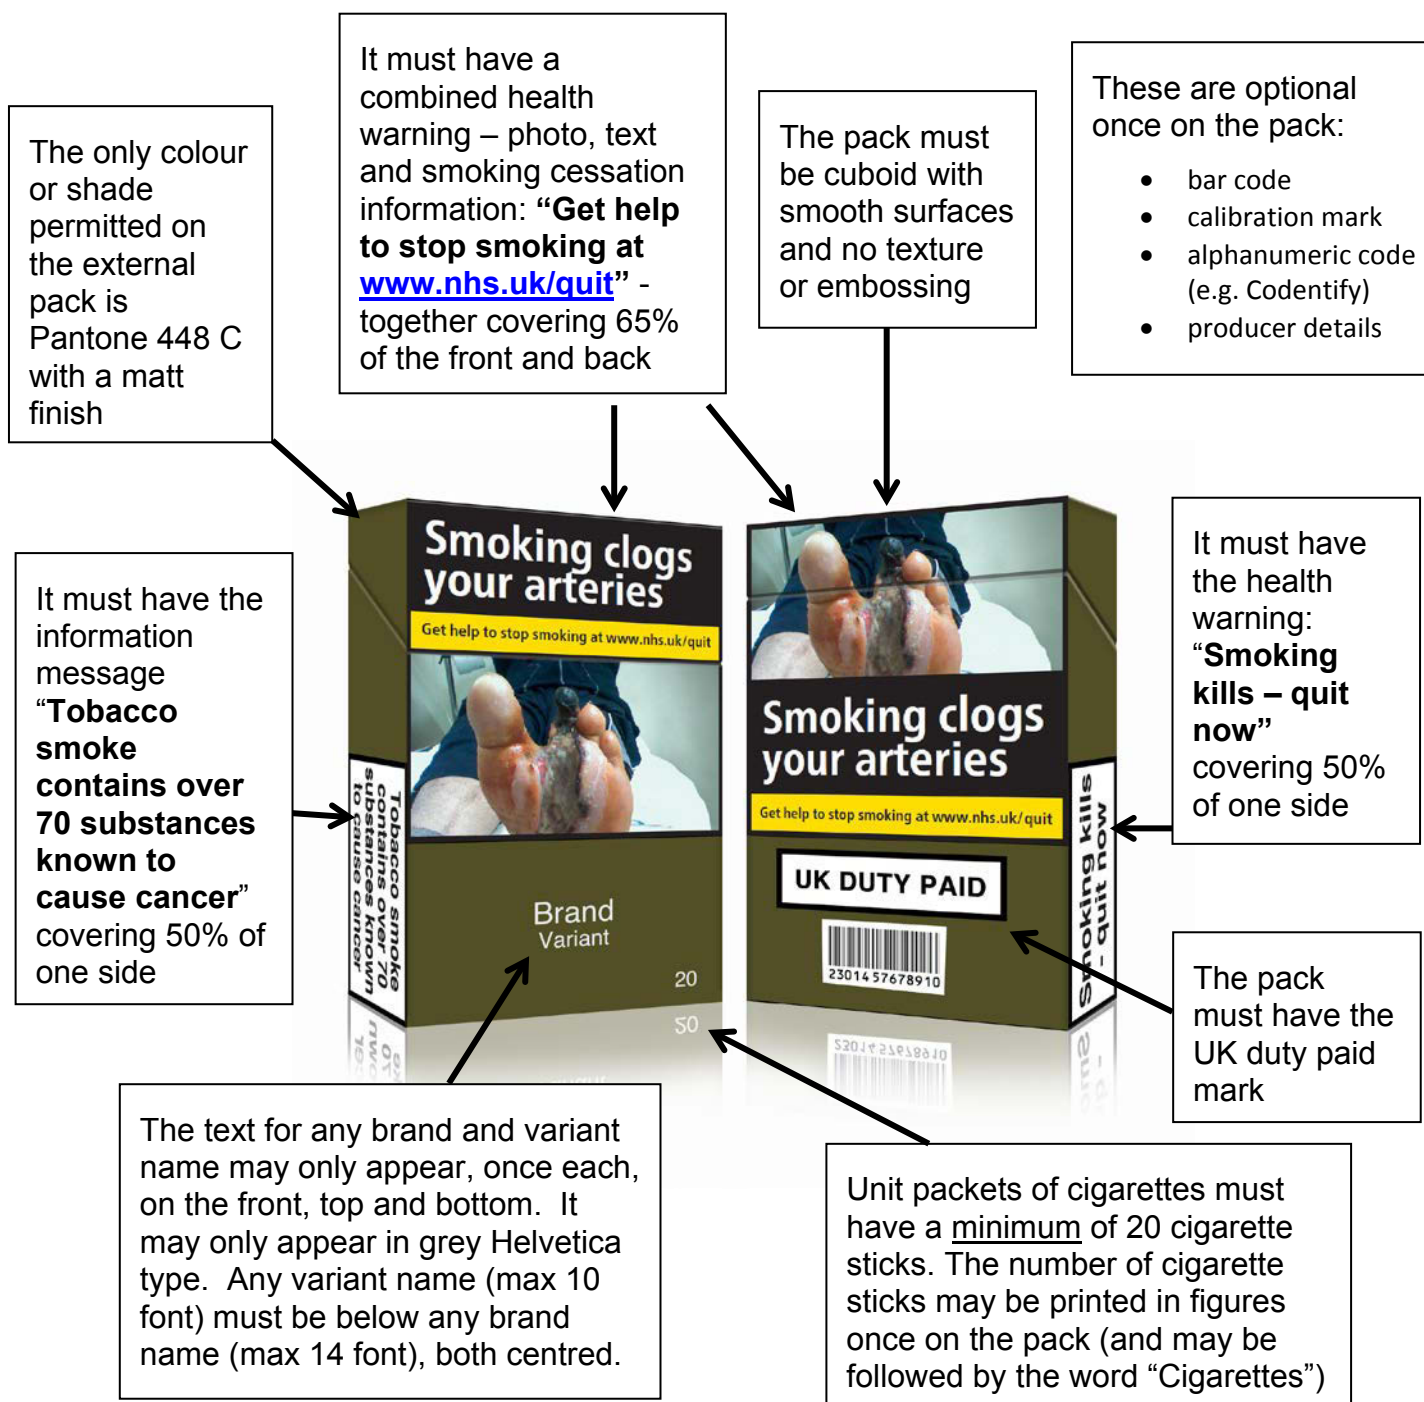 The only colour
or shade
permitted on
the external
pack is
Pantone 448 C
with a matt
finish
It must have a
combined health
warning – photo, text
and smoking cessation
information: “Get help
to stop smoking at
www.nhs.uk/quit” -
together covering 65%
of the front and back
The pack must
be cuboid with
smooth surfaces
and no texture
or embossing
These are optional
once on the pack:
• bar code
• calibration mark
• alphanumeric code
(e.g. Codentify)
• producer details
It must have the
information
message
“Tobacco
smoke
contains over
70 substances
known to
cause cancer”
covering 50% of
one side
Tobacco smoke
contains over 70
substances known
to cause cancer
Smoking clogs
your arteries
Get help to stop smoking at www.nhs.uk/quit
Brand
Variant
20
Smoking clogs
your arteries
Get help to stop smoking at www.nhs.uk/quit
UK DUTY PAID
2301457678910
Smoking kills
- quit now
It must have
the health
warning:
“Smoking
kills – quit
now”
covering 50%
of one side
The pack
must have the
UK duty paid
mark
The text for any brand and variant
name may only appear, once each,
on the front, top and bottom.  It
may only appear in grey Helvetica
type.  Any variant name (max 10
font) must be below any brand
name (max 14 font), both centred.
Unit packets of cigarettes must
have a minimum of 20 cigarette
sticks. The number of cigarette
sticks may be printed in figures
once on the pack (and may be
followed by the word “Cigarettes”)